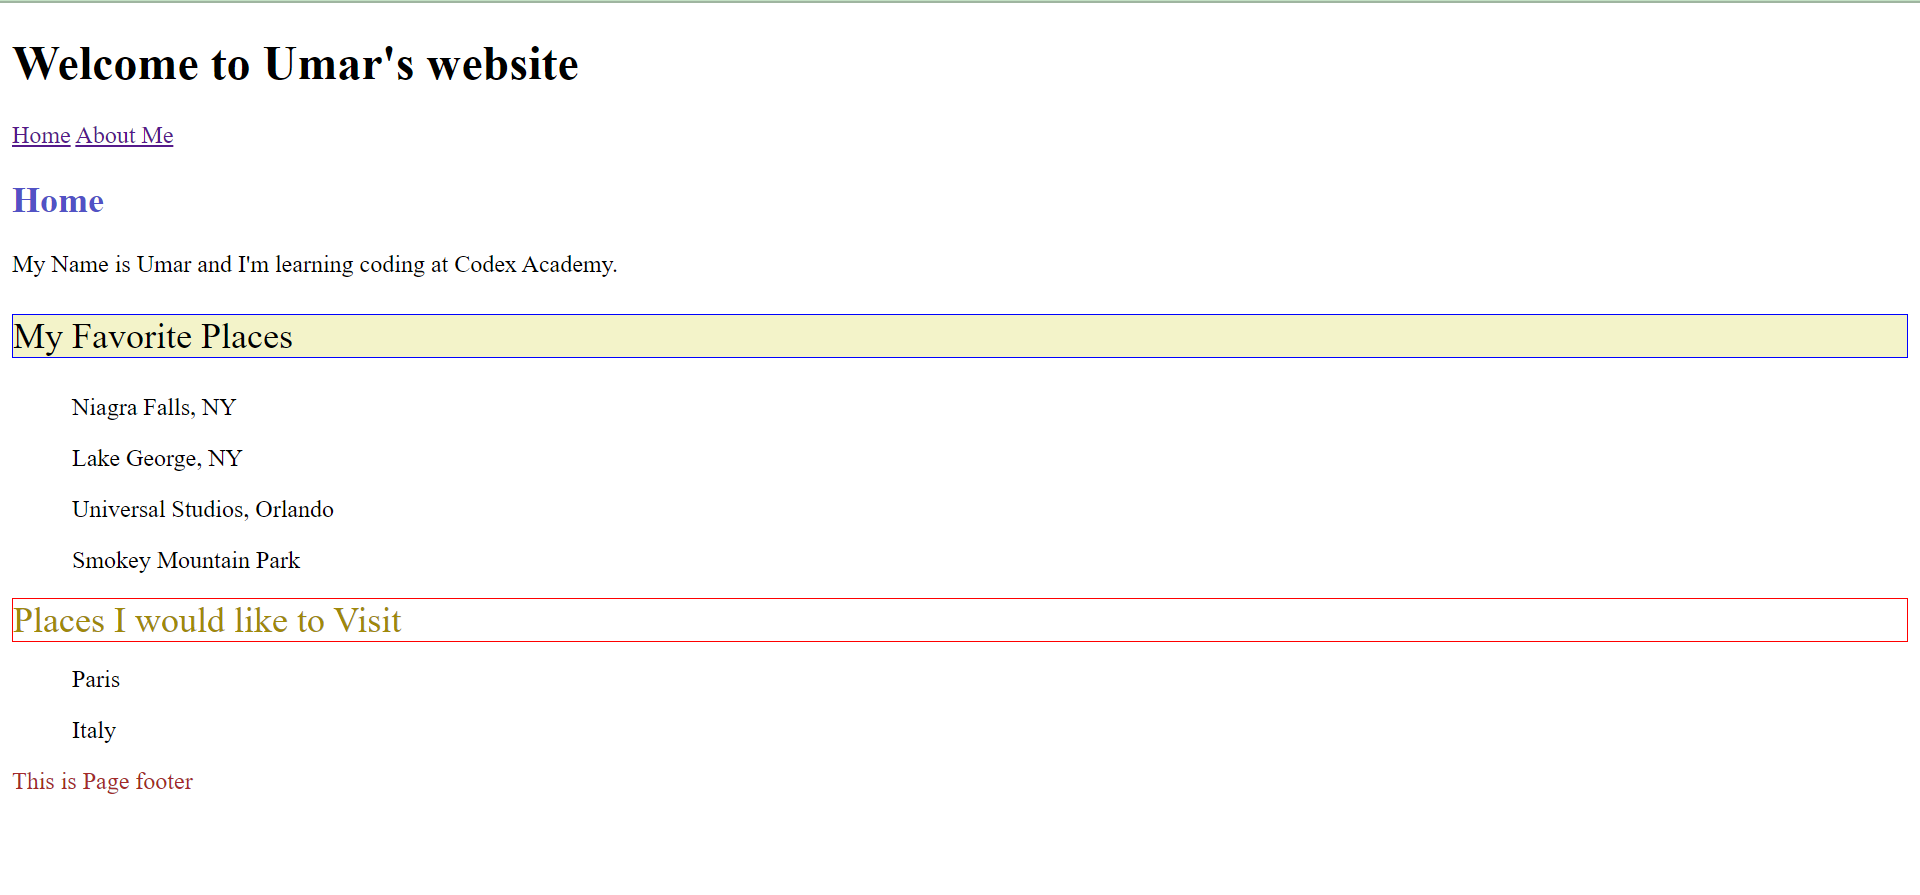 Welcome to Umar's website
Home About Me
Home
My Name is Umar and I'm learning coding at Codex Academy.
My Favorite Places
Niagra Falls, NY
Lake George, NY
Universal Studios, Orlando
Smokey Mountain Park
Places I would like to Visit
Paris
Italy
This is Page footer